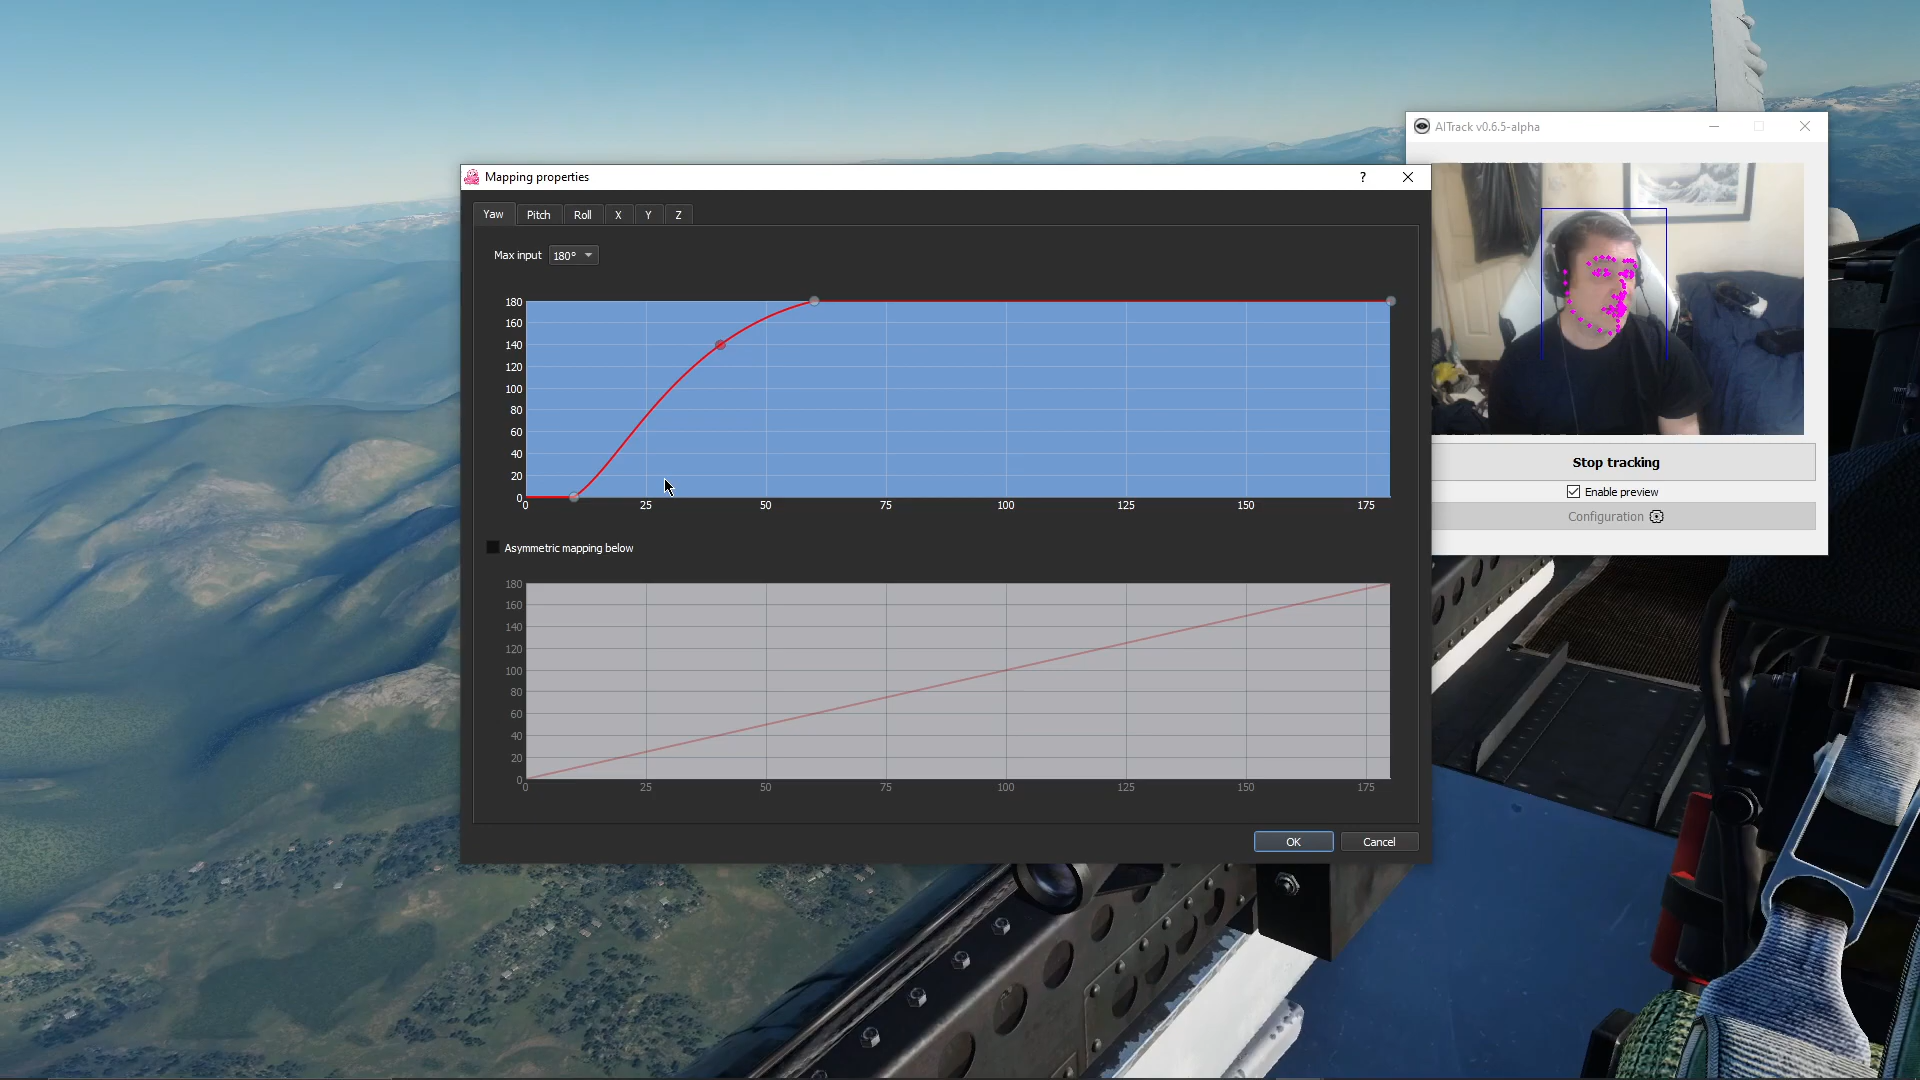 AITrack v0.6.5-alpha
Mapping properties
?
Yaw Pitch Roll X Y Z
Max input 180°
180
160
140
120
100
80
60
40
20
0
0 25 50 75 100 125 150 175
Asymmetric mapping below
180
160
140
120
100
80
60
40
20
0
0 25 50 75 100 125 150 175
OK Cancel
Stop tracking
Enable preview
Configuration